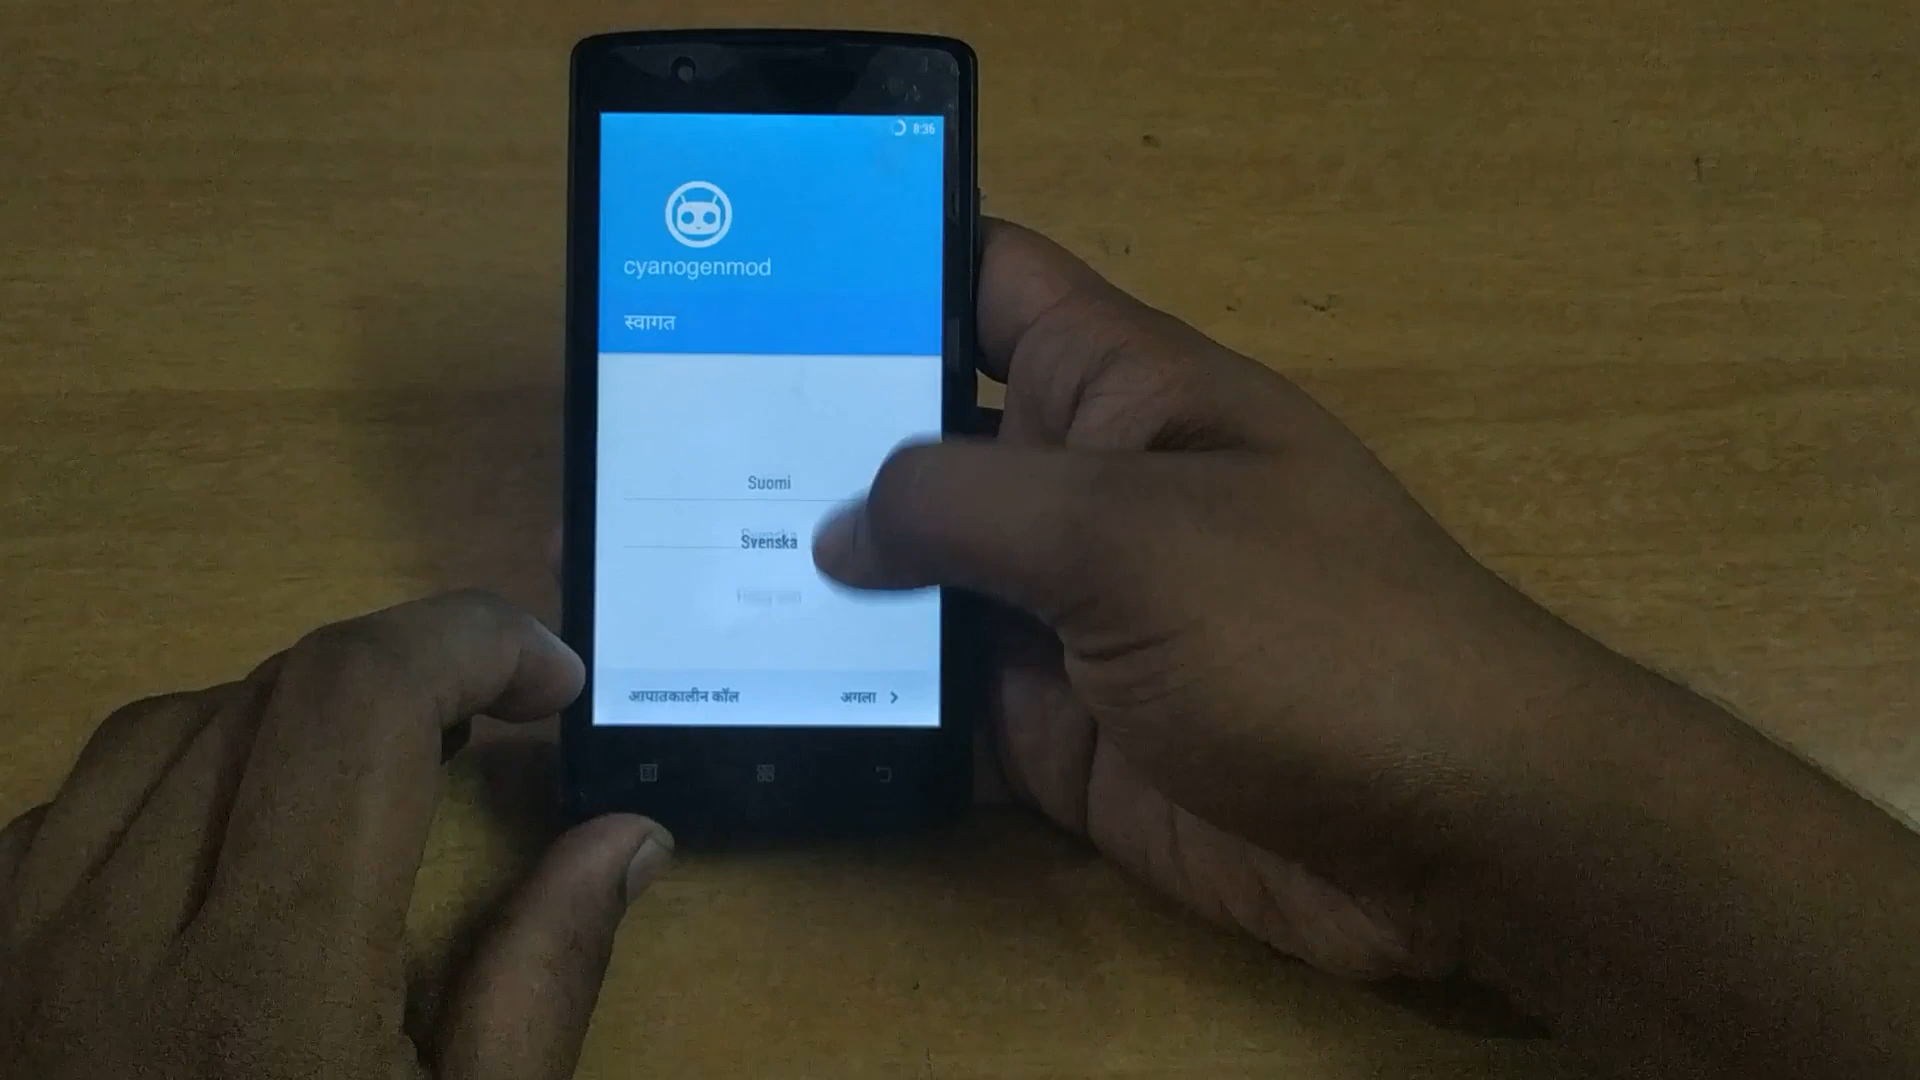 8:36
cyanogenmod
स्वागत
Suomi
Svenska
आपातकालीन कॉल
अगला